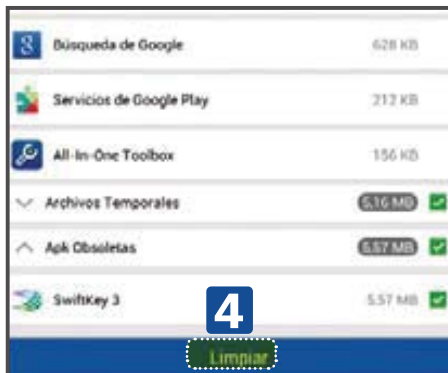 Búsqueda de Google 628 KB
Servicios de Google Play 212 KB
All-In-One Toolbox 156 KB
Archivos Temporales 5,16 MB
Apk Obsoletas 5,57 MB
SwiftKey 3 5.57 MB
4
Limpiar